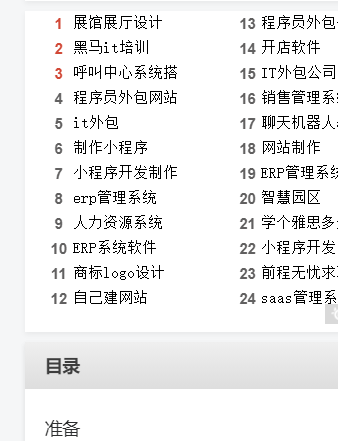 1 展馆展厅设计
2 黑马it培训
3 呼叫中心系统搭
4 程序员外包网站
5 it外包
6 制作小程序
7 小程序开发制作
8 erp管理系统
9 人力资源系统
10 ERP系统软件
11 商标logo设计
12 自己建网站
13 程序员外包
14 开店软件
15 IT外包公司
16 销售管理系
17 聊天机器人
18 网站制作
19 ERP管理系
20 智慧园区
21 学个雅思多
22 小程序开发
23 前程无忧求
24 saas管理系
目录
准备